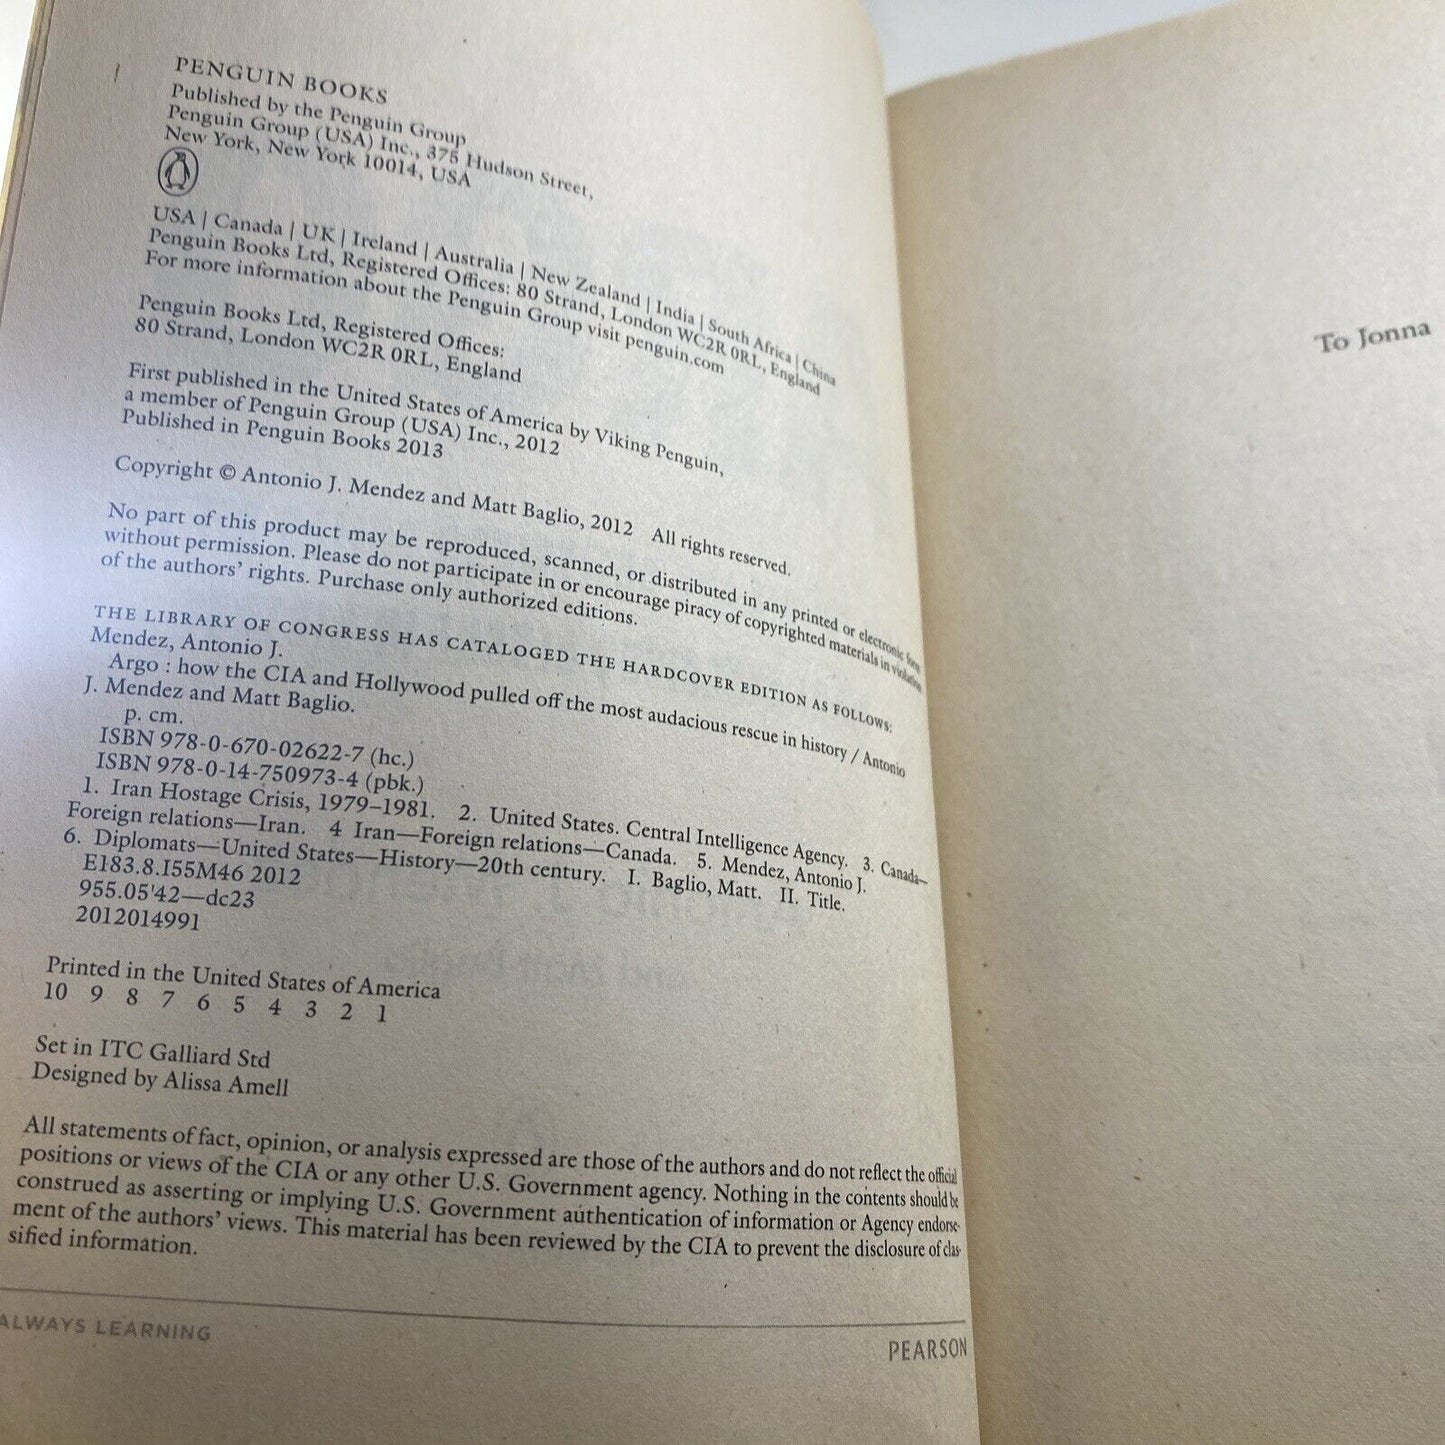 PENGUIN BOOKS
Published by the Penguin Group
Penguin Group (USA) Inc., 375 Hudson Street,
New York, New York 10014, USA
USA | Canada | UK | Ireland | Australia | New Zealand | India | South Africa | China
Penguin Books Ltd, Registered Offices: 80 Strand, London WC2R 0RL, England
For more information about the Penguin Group visit penguin.com
Penguin Books Ltd, Registered Offices:
80 Strand, London WC2R 0RL, England
First published in the United States of America by Viking Penguin,
a member of Penguin Group (USA) Inc., 2012
Published in Penguin Books 2013
Copyright © Antonio J. Mendez and Matt Baglio, 2012 All rights reserved.
No part of this product may be reproduced, scanned, or distributed in any printed or electronic form
without permission. Please do not participate in or encourage piracy of copyrighted materials in violation
of the authors' rights. Purchase only authorized editions.
THE LIBRARY OF CONGRESS HAS CATALOGED THE HARDCOVER EDITION AS FOLLOWS:
Mendez, Antonio J.
Argo : how the CIA and Hollywood pulled off the most audacious rescue in history / Antonio
J. Mendez and Matt Baglio.
p. cm.
ISBN 978-0-670-02622-7 (hc.)
ISBN 978-0-14-750973-4 (pbk.)
1. Iran Hostage Crisis, 1979–1981. 2. United States. Central Intelligence Agency. 3. Canada—
Foreign relations—Iran. 4 Iran—Foreign relations—Canada. 5. Mendez, Antonio J.
6. Diplomats—United States—History—20th century. I. Baglio, Matt. II. Title.
E183.8.I55M46 2012
955.05'42—dc23
2012014991
Printed in the United States of America
10 9 8 7 6 5 4 3 2 1
Set in ITC Galliard Std
Designed by Alissa Amell
All statements of fact, opinion, or analysis expressed are those of the authors and do not reflect the official
positions or views of the CIA or any other U.S. Government agency. Nothing in the contents should be
construed as asserting or implying U.S. Government authentication of information or Agency endorse-
ment of the authors' views. This material has been reviewed by the CIA to prevent the disclosure of clas-
sified information.
ALWAYS LEARNING
PEARSON
To Jonna